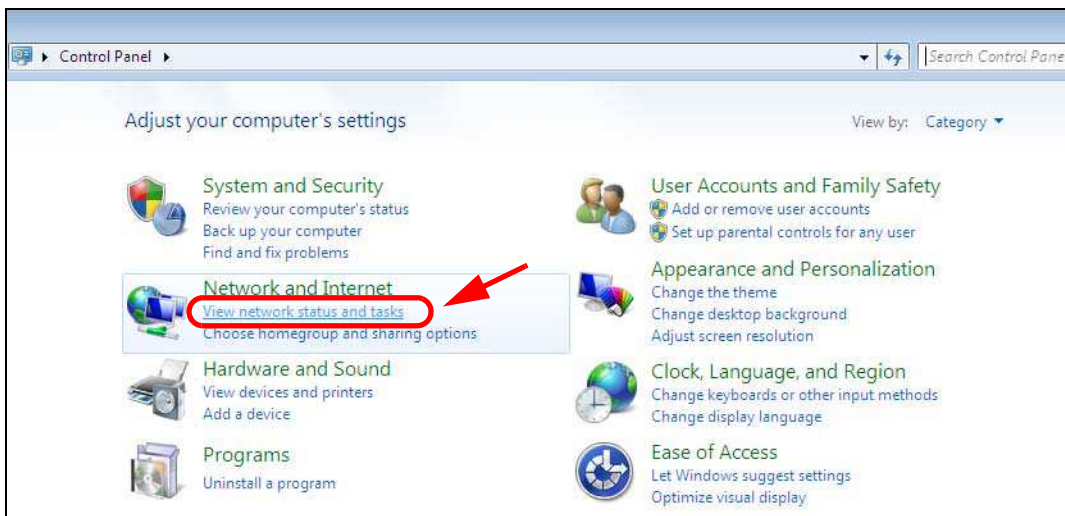 Control Panel
Search Control Pane
Adjust your computer's settings
View by: Category
System and Security
Review your computer's status
Back up your computer
Find and fix problems
Network and Internet
View network status and tasks
Choose homegroup and sharing options
Hardware and Sound
View devices and printers
Add a device
Programs
Uninstall a program
User Accounts and Family Safety
Add or remove user accounts
Set up parental controls for any user
Appearance and Personalization
Change the theme
Change desktop background
Adjust screen resolution
Clock, Language, and Region
Change keyboards or other input methods
Change display language
Ease of Access
Let Windows suggest settings
Optimize visual display